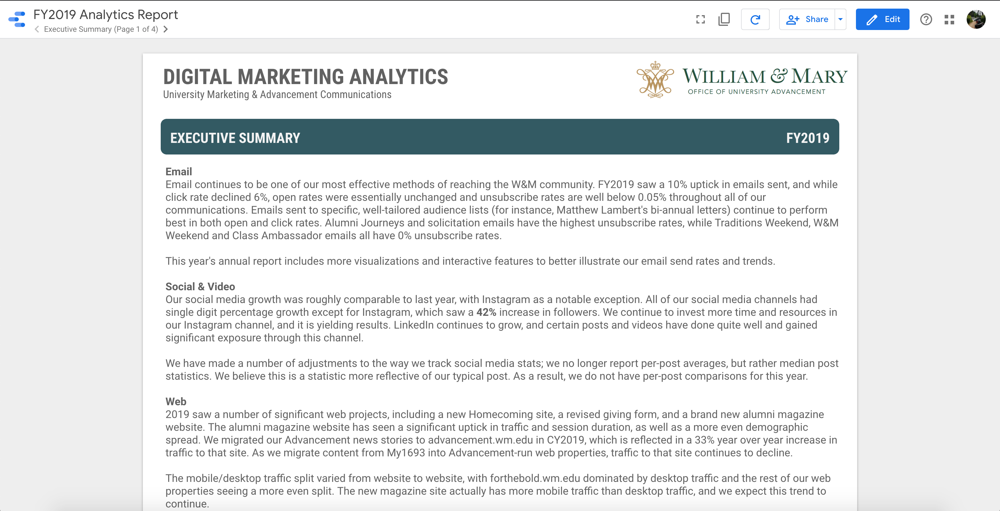 FY2019 Analytics Report
Executive Summary (Page 1 of 4)
Share
Edit
DIGITAL MARKETING ANALYTICS
University Marketing & Advancement Communications
WILLIAM & MARY
OFFICE OF UNIVERSITY ADVANCEMENT
EXECUTIVE SUMMARY
FY2019
Email
Email continues to be one of our most effective methods of reaching the W&M community. FY2019 saw a 10% uptick in emails sent, and while
click rate declined 6%, open rates were essentially unchanged and unsubscribe rates are well below 0.05% throughout all of our
communications. Emails sent to specific, well-tailored audience lists (for instance, Matthew Lambert's bi-annual letters) continue to perform
best in both open and click rates. Alumni Journeys and solicitation emails have the highest unsubscribe rates, while Traditions Weekend, W&M
Weekend and Class Ambassador emails all have 0% unsubscribe rates.
This year's annual report includes more visualizations and interactive features to better illustrate our email send rates and trends.
Social & Video
Our social media growth was roughly comparable to last year, with Instagram as a notable exception. All of our social media channels had
single digit percentage growth except for Instagram, which saw a 42% increase in followers. We continue to invest more time and resources in
our Instagram channel, and it is yielding results. LinkedIn continues to grow, and certain posts and videos have done quite well and gained
significant exposure through this channel.
We have made a number of adjustments to the way we track social media stats; we no longer report per-post averages, but rather median post
statistics. We believe this is a statistic more reflective of our typical post. As a result, we do not have per-post comparisons for this year.
Web
2019 saw a number of significant web projects, including a new Homecoming site, a revised giving form, and a brand new alumni magazine
website. The alumni magazine website has seen a significant uptick in traffic and session duration, as well as a more even demographic
spread. We migrated our Advancement news stories to advancement.wm.edu in CY2019, which is reflected in a 33% year over year increase in
traffic to that site. As we migrate content from My1693 into Advancement-run web properties, traffic to that site continues to decline.
The mobile/desktop traffic split varied from website to website, with forthebold.wm.edu dominated by desktop traffic and the rest of our web
properties seeing a more even split. The new magazine site actually has more mobile traffic than desktop traffic, and we expect this trend to
continue.